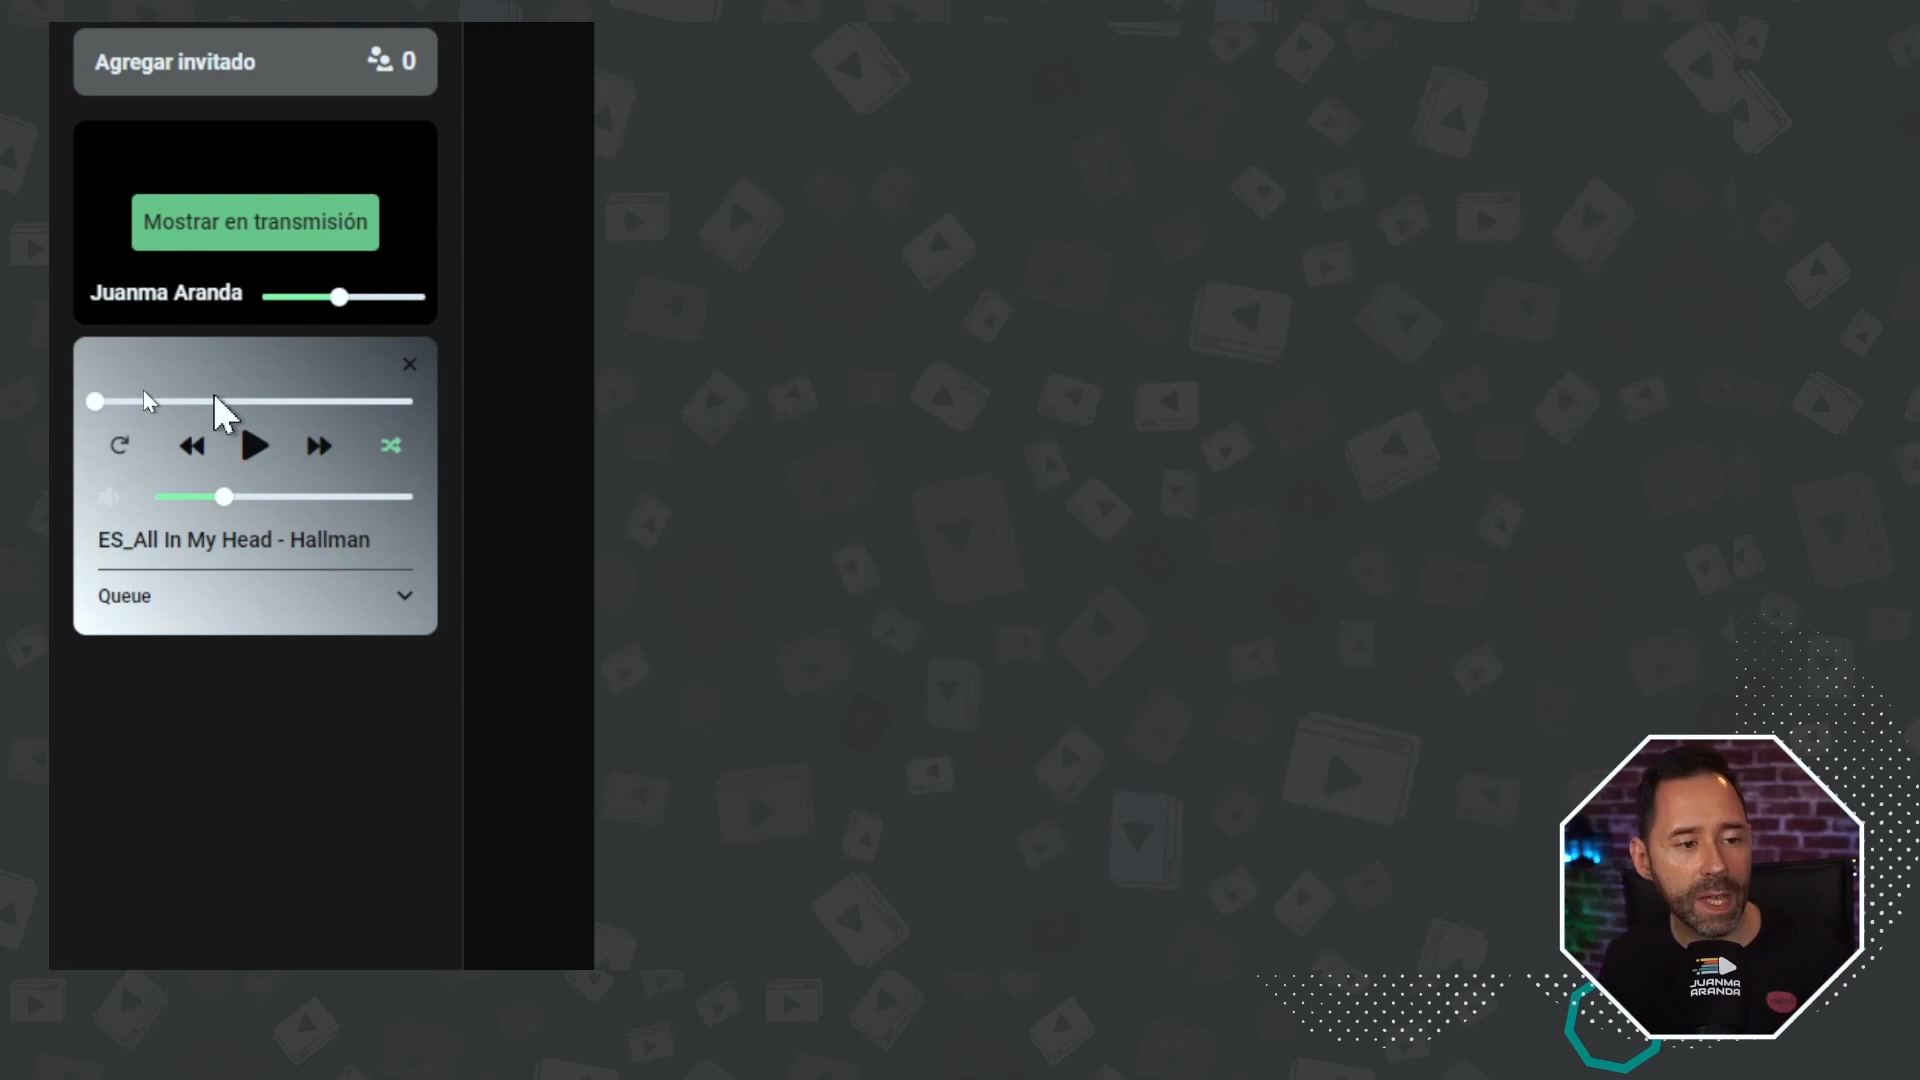 Agregar invitado
0
Mostrar en transmisión
Juanma Aranda
ES_All In My Head - Hallman
Queue
JUANMA
ARANDA